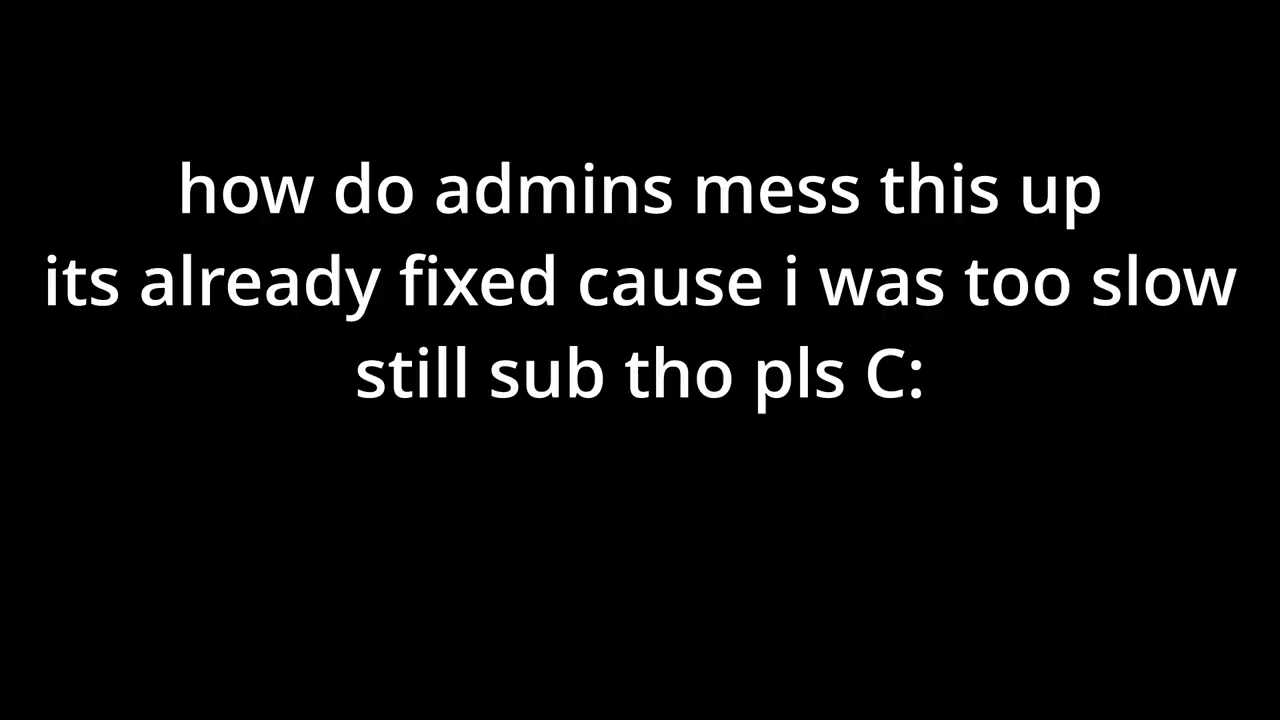 how do admins mess this up
its already fixed cause i was too slow
still sub tho pls C: